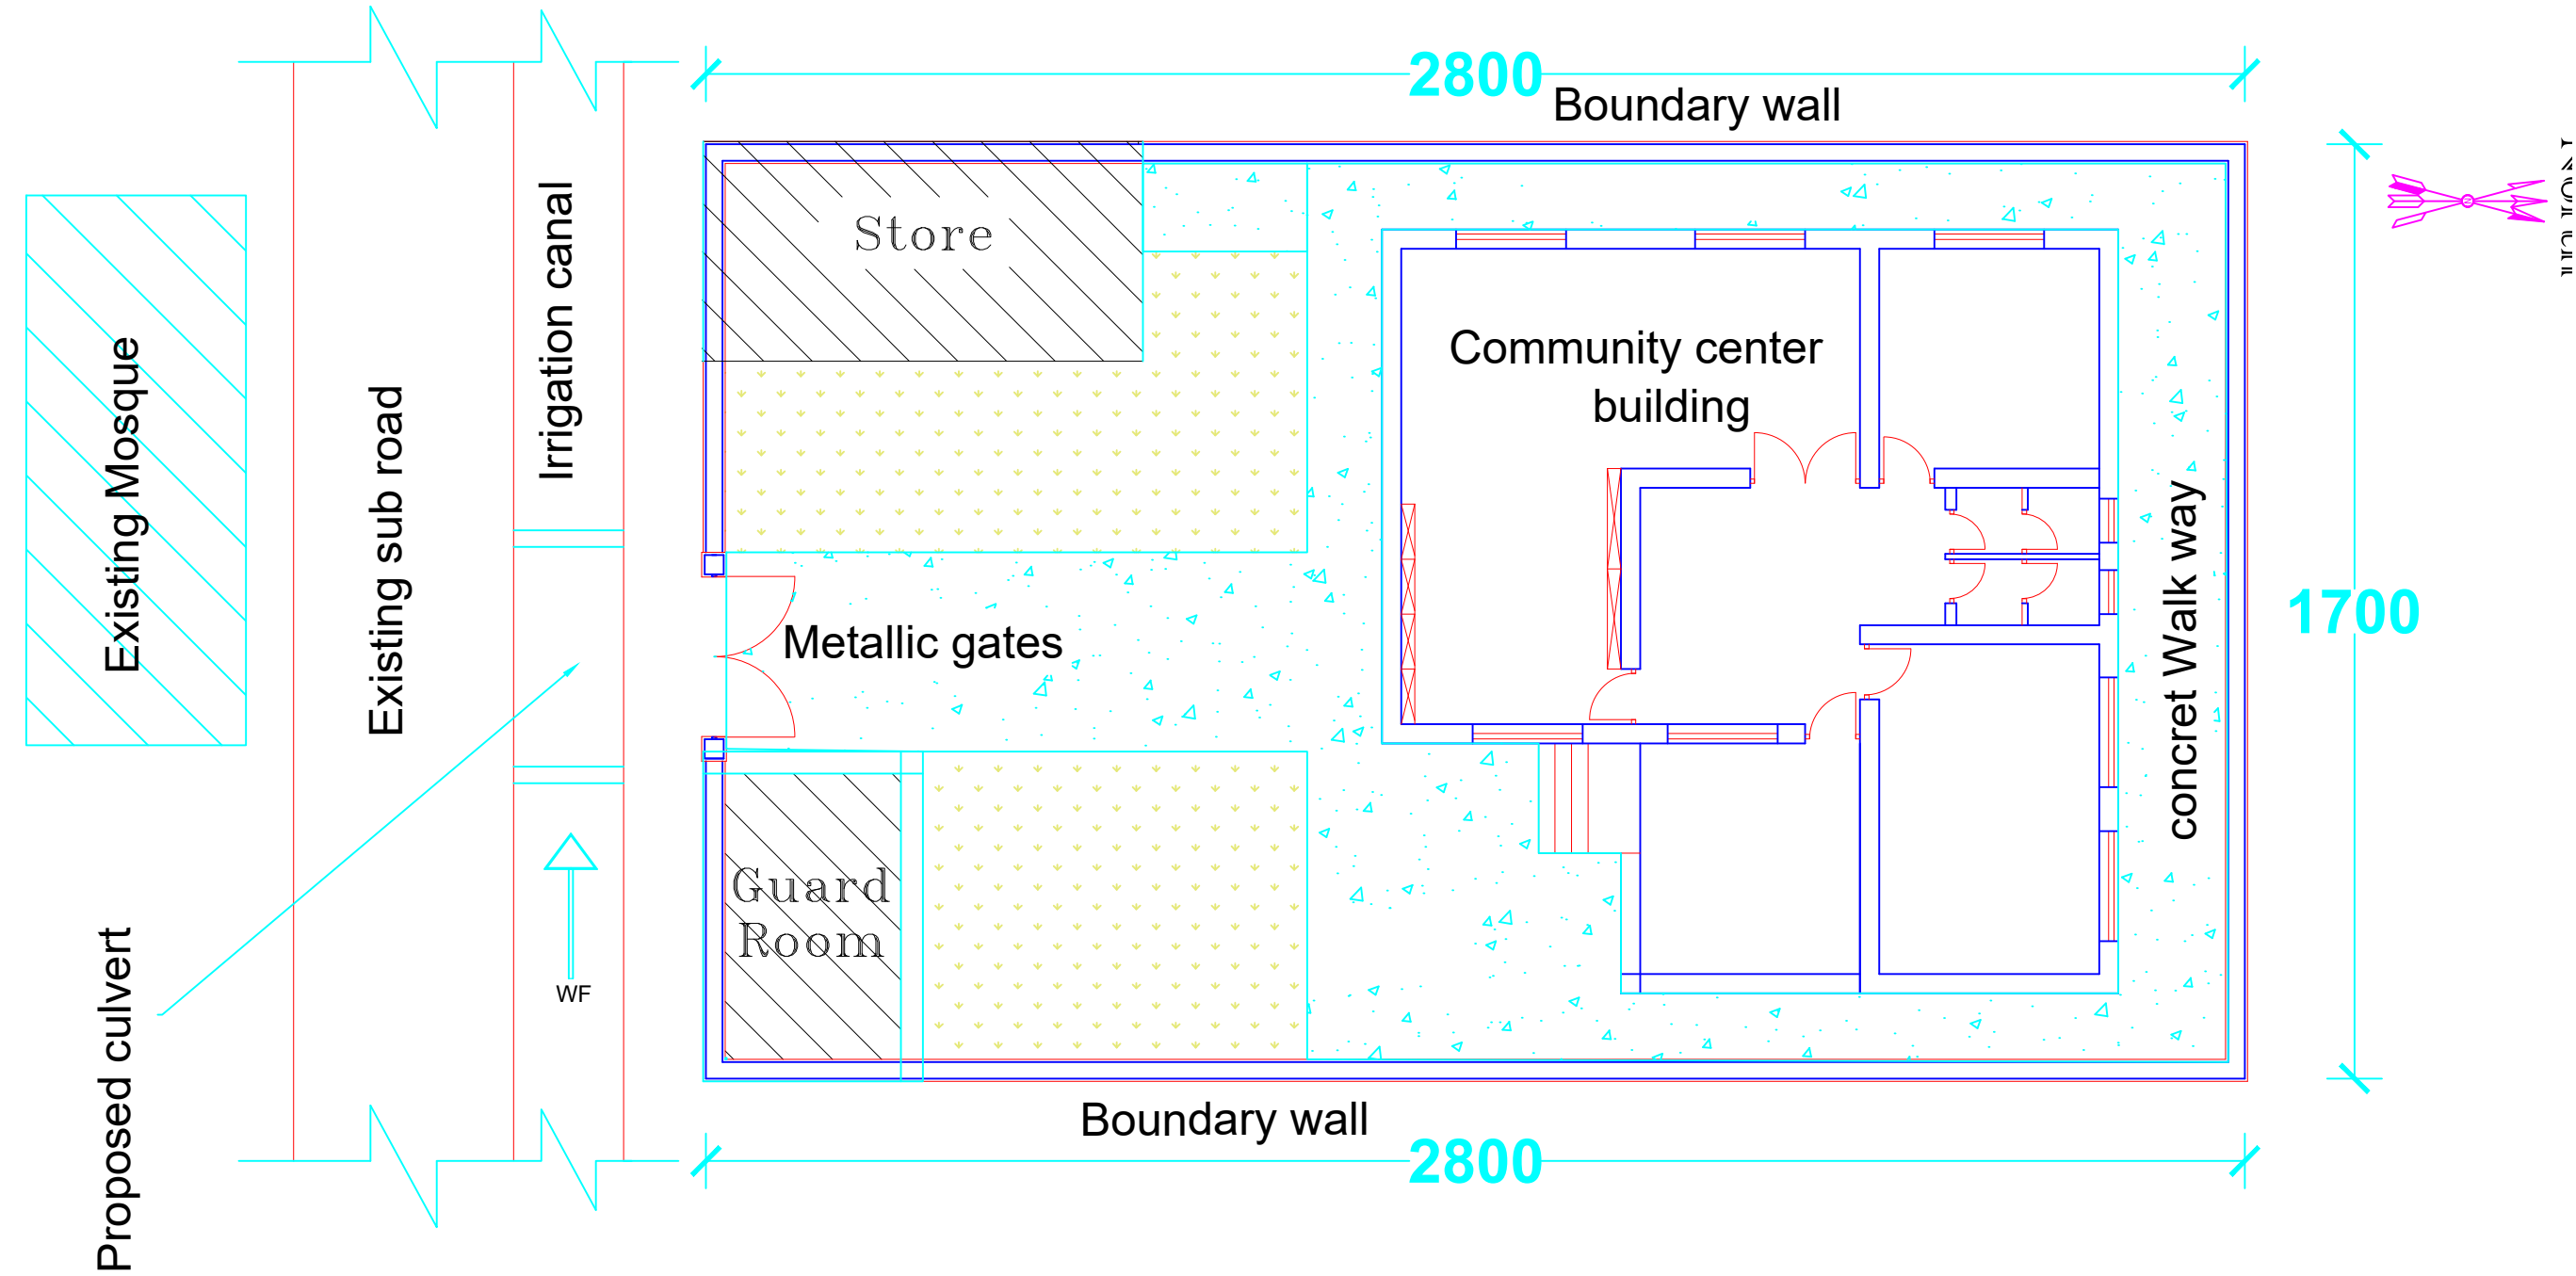 2800
Boundary wall
Store
Irrigation canal
Existing Mosque
Existing sub road
Community center
building
concret Walk way
1700
Metallic gates
Guard
Room
WF
Proposed culvert
Boundary wall
2800